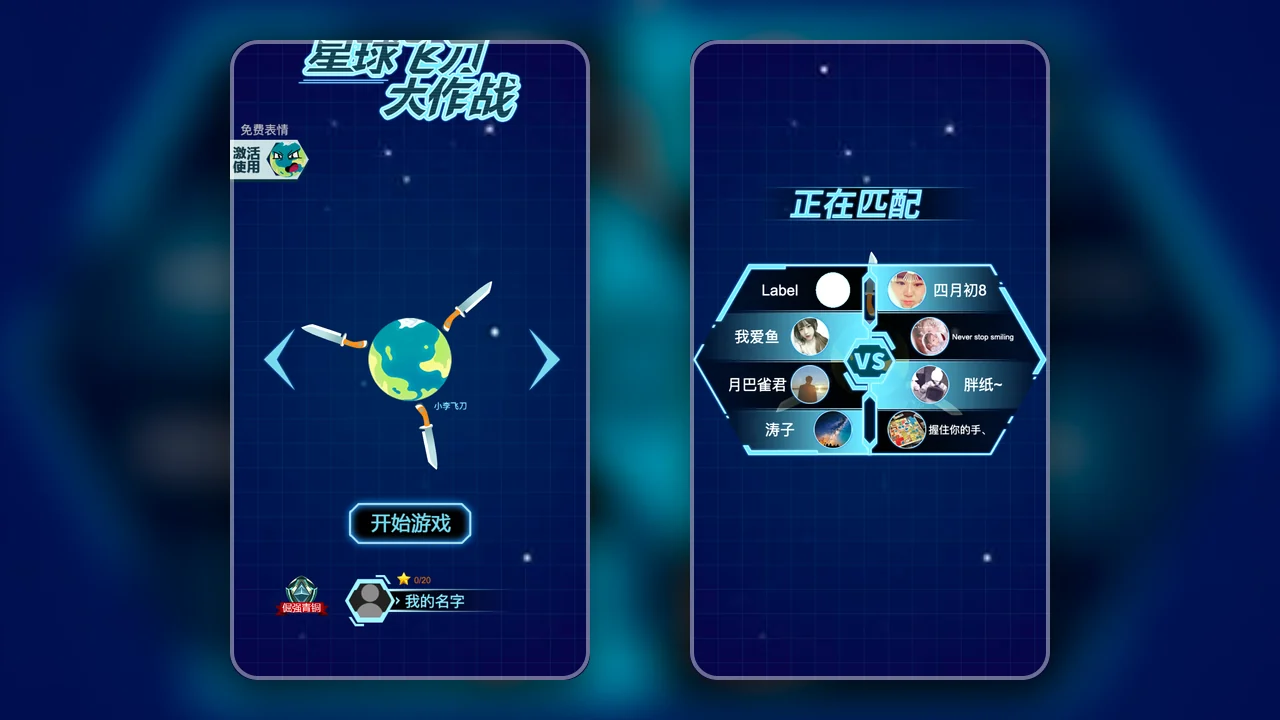 星球飞刀
大作战
免费表情
激活
使用
小李飞刀
开始游戏
0/20
倔强青铜
我的名字
正在匹配
Label
四月初8
我爱鱼
Never stop smiling
VS
月巴雀君
胖纸~
涛子
握住你的手、